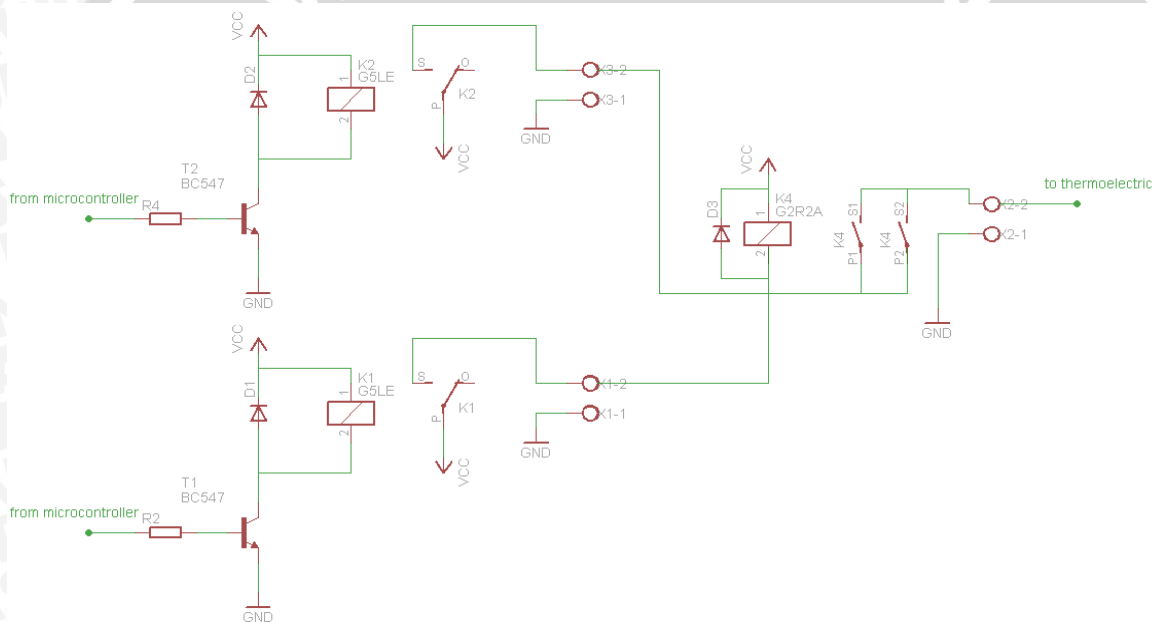 VCC
D2
1
K2
G5LE
2
S
O
P
K2
VCC
X3-2
X3-1
GND
T2
BC547
from microcontroller
R4
GND
VCC
D3
1
K4
G2R2A
2
K4
S1
P1
K4
S2
P2
to thermoelectric
X2-2
X2-1
GND
VCC
D1
1
K1
G5LE
2
S
O
P
K1
VCC
X1-2
X1-1
GND
T1
BC547
from microcontroller
R2
GND